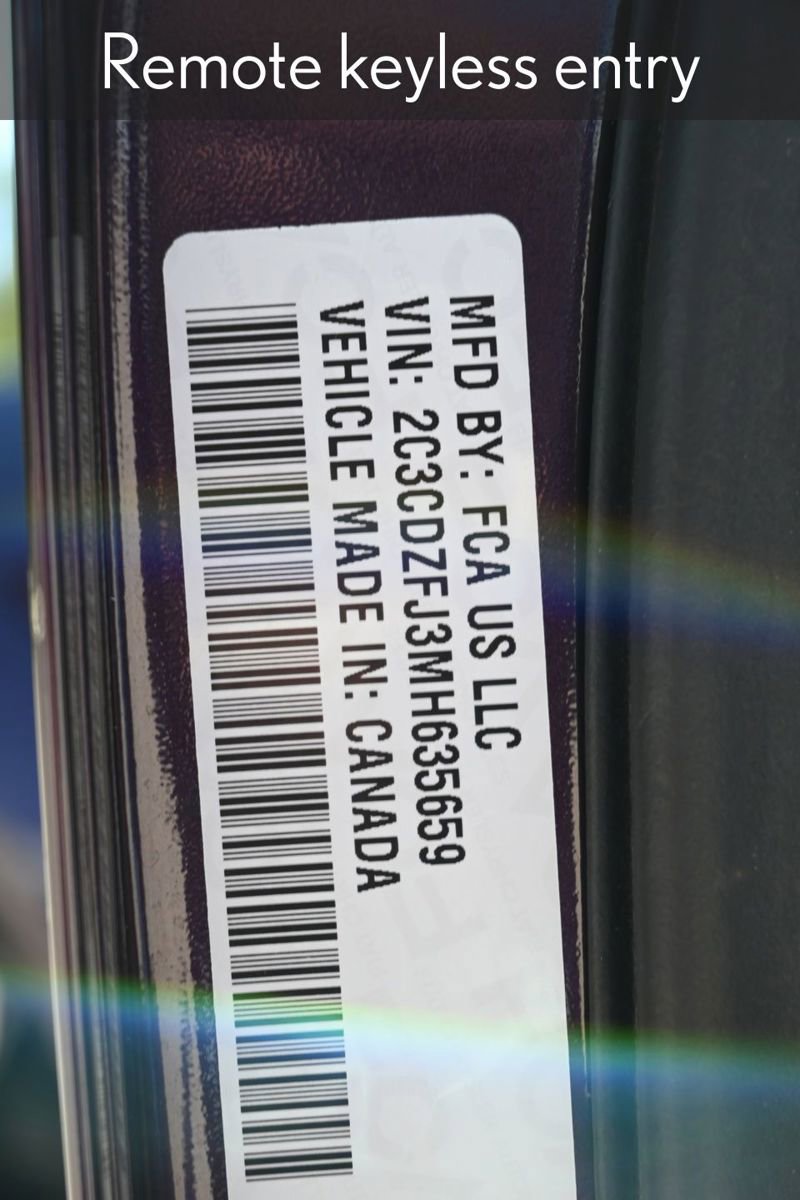 Remote keyless entry
MFD BY: FCA US LLC
VIN: 2C3CDZFJ3MH635659
VEHICLE MADE IN: CANADA